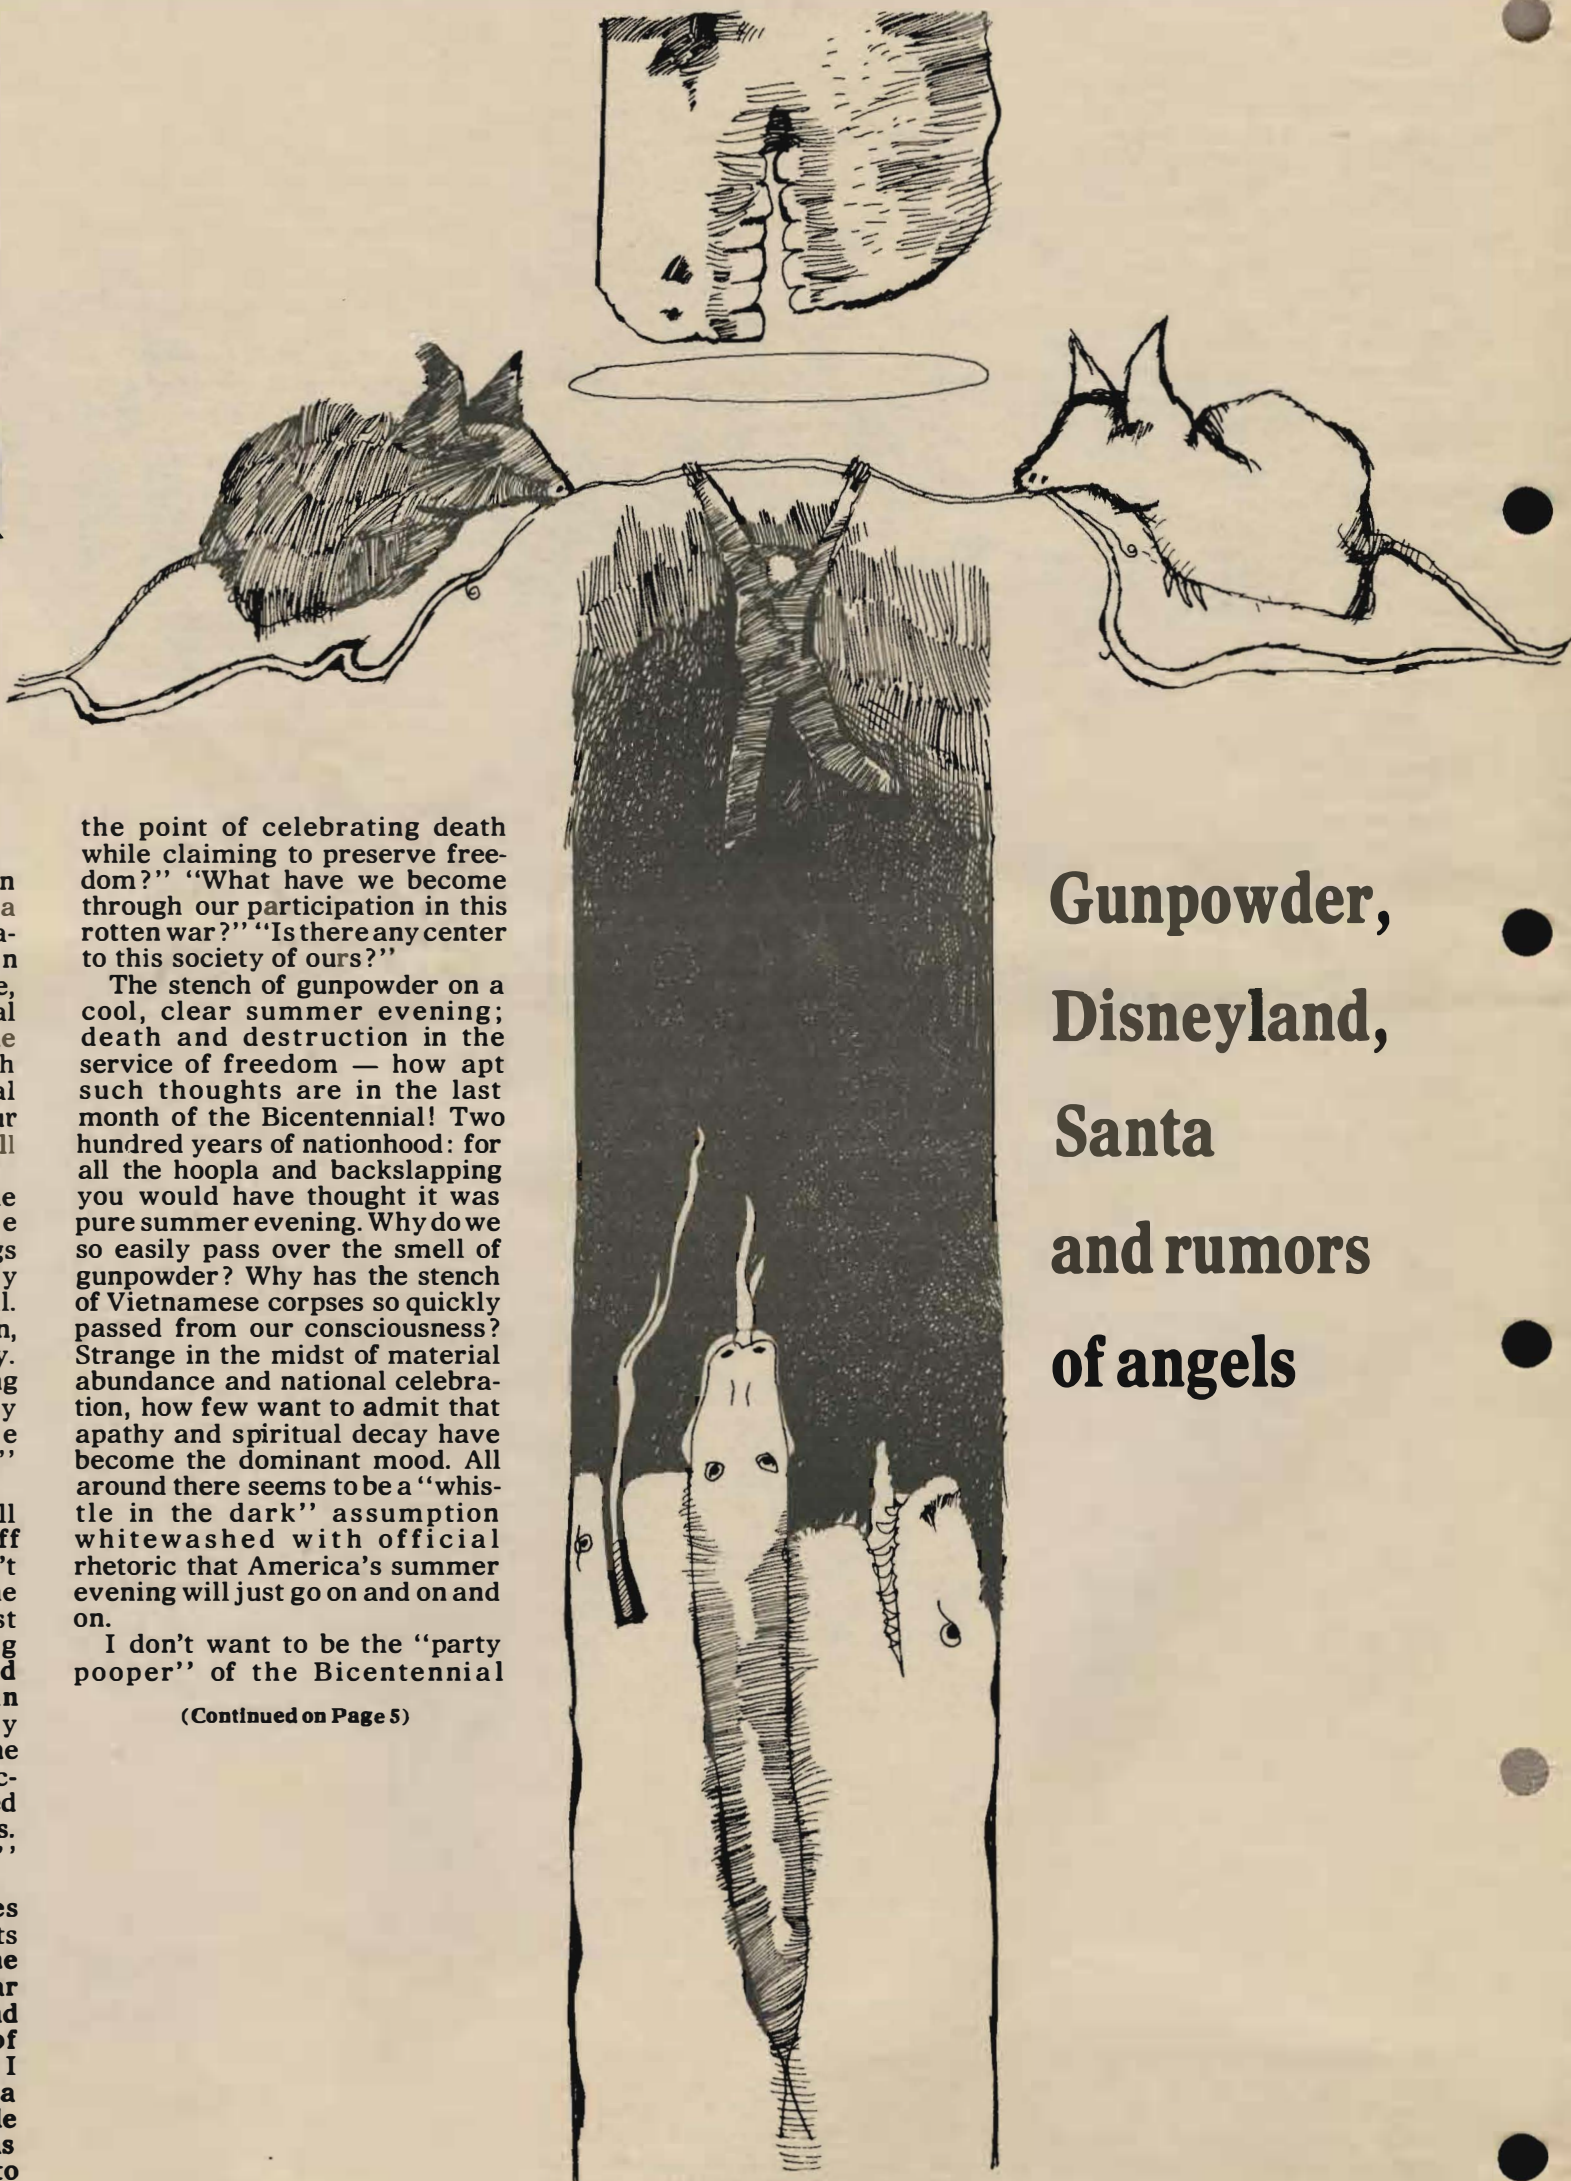 the point of celebrating death
while claiming to preserve free-
dom?" "What have we become
through our participation in this
rotten war?" "Is there any center
to this society of ours?"
The stench of gunpowder on a
cool, clear summer evening;
death and destruction in the
service of freedom — how apt
such thoughts are in the last
month of the Bicentennial! Two
hundred years of nationhood: for
all the hoopla and backslapping
you would have thought it was
pure summer evening. Why do we
so easily pass over the smell of
gunpowder? Why has the stench
of Vietnamese corpses so quickly
passed from our consciousness?
Strange in the midst of material
abundance and national celebra-
tion, how few want to admit that
apathy and spiritual decay have
become the dominant mood. All
around there seems to be a "whis-
tle in the dark" assumption
whitewashed with official
rhetoric that America's summer
evening will just go on and on and
on.
I don't want to be the "party
pooper" of the Bicentennial
(Continued on Page 5)
Gunpowder,
Disneyland,
Santa
and rumors
of angels